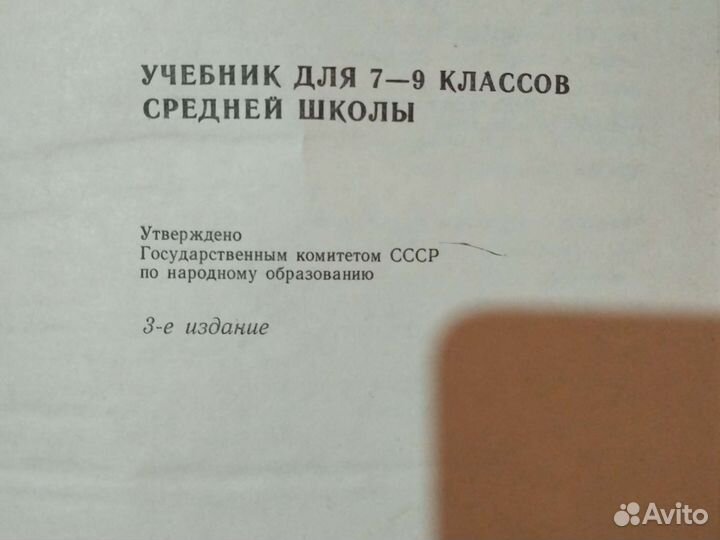 УЧЕБНИК ДЛЯ 7—9 КЛАССОВ
СРЕДНЕЙ ШКОЛЫ
Утверждено
Государственным комитетом СССР
по народному образованию
3-е издание
Avito